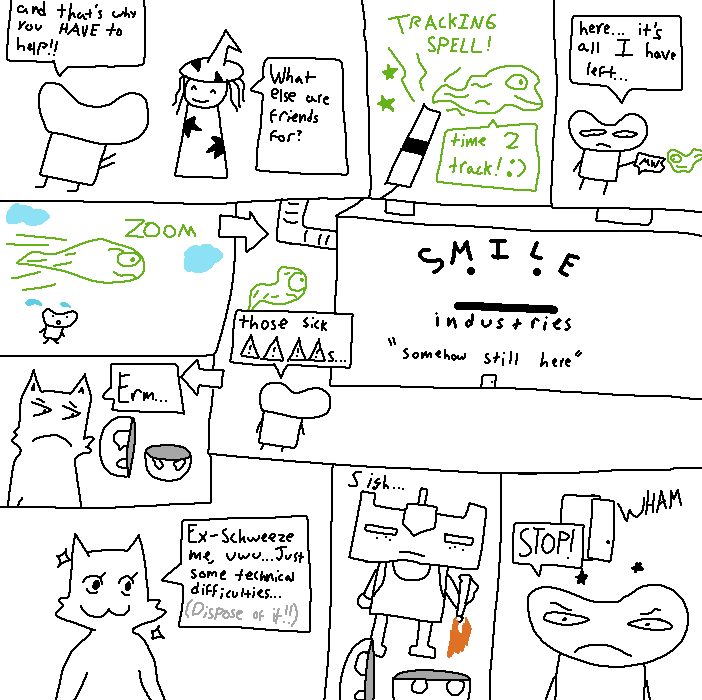 and that's why
you HAVE to
help!!
What
else are
friends
for?
TRACKING
SPELL!
time 2
track! :)
here... it's
all I have
left...
ZOOM
SMILE
industries
"somehow still here"
those sick
s...
Erm...
Ex-Schweeze
me, uwu...Just
some technical
difficulties...
(Dispose of it!!)
Sigh...
WHAM
STOP!